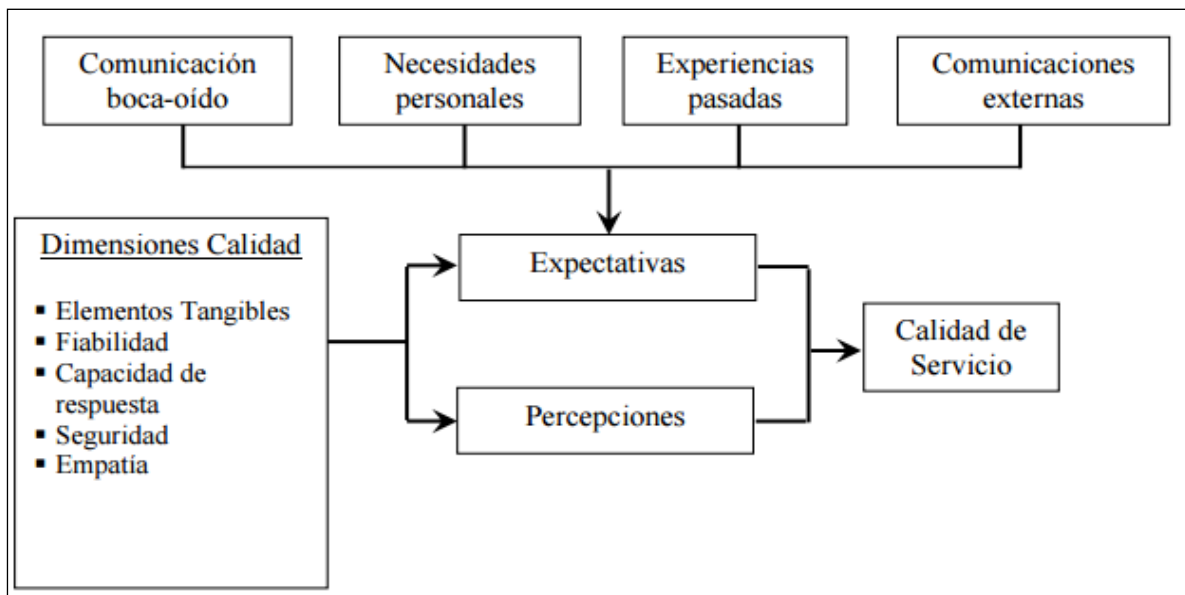 Comunicación
boca-oído
Necesidades
personales
Experiencias
pasadas
Comunicaciones
externas
Dimensiones Calidad
▪ Elementos Tangibles
▪ Fiabilidad
▪ Capacidad de
respuesta
▪ Seguridad
▪ Empatía
Expectativas
Percepciones
Calidad de
Servicio